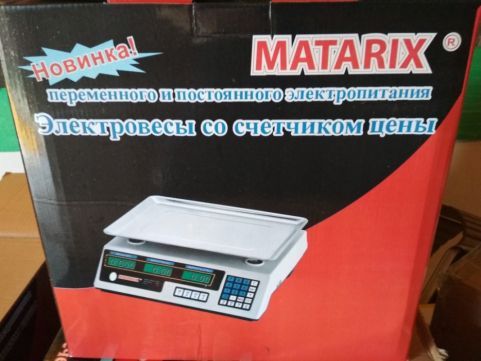 Новинка!
MATARIX ®
переменного и постоянного электропитания
Электровесы со счетчиком цены